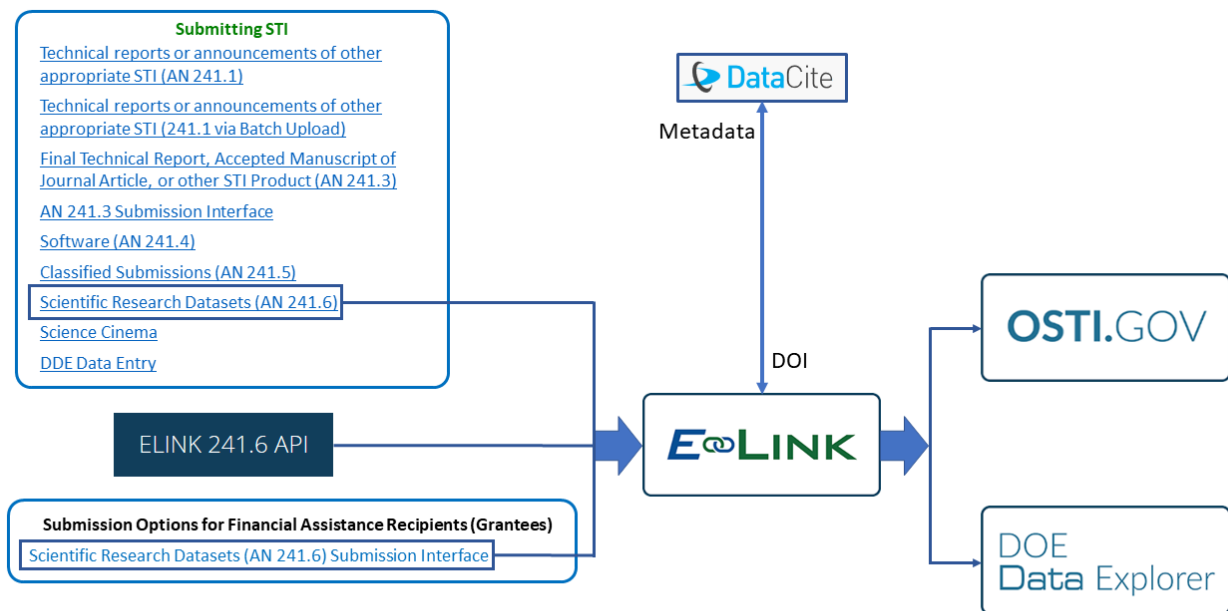 Submitting STI
Technical reports or announcements of other
appropriate STI (AN 241.1)
Technical reports or announcements of other
appropriate STI (241.1 via Batch Upload)
Final Technical Report, Accepted Manuscript of
Journal Article, or other STI Product (AN 241.3)
AN 241.3 Submission Interface
Software (AN 241.4)
Classified Submissions (AN 241.5)
Scientific Research Datasets (AN 241.6)
Science Cinema
DDE Data Entry
ELINK 241.6 API
Submission Options for Financial Assistance Recipients (Grantees)
Scientific Research Datasets (AN 241.6) Submission Interface
DataCite
Metadata
DOI
E LINK
OSTI.GOV
DOE
Data Explorer